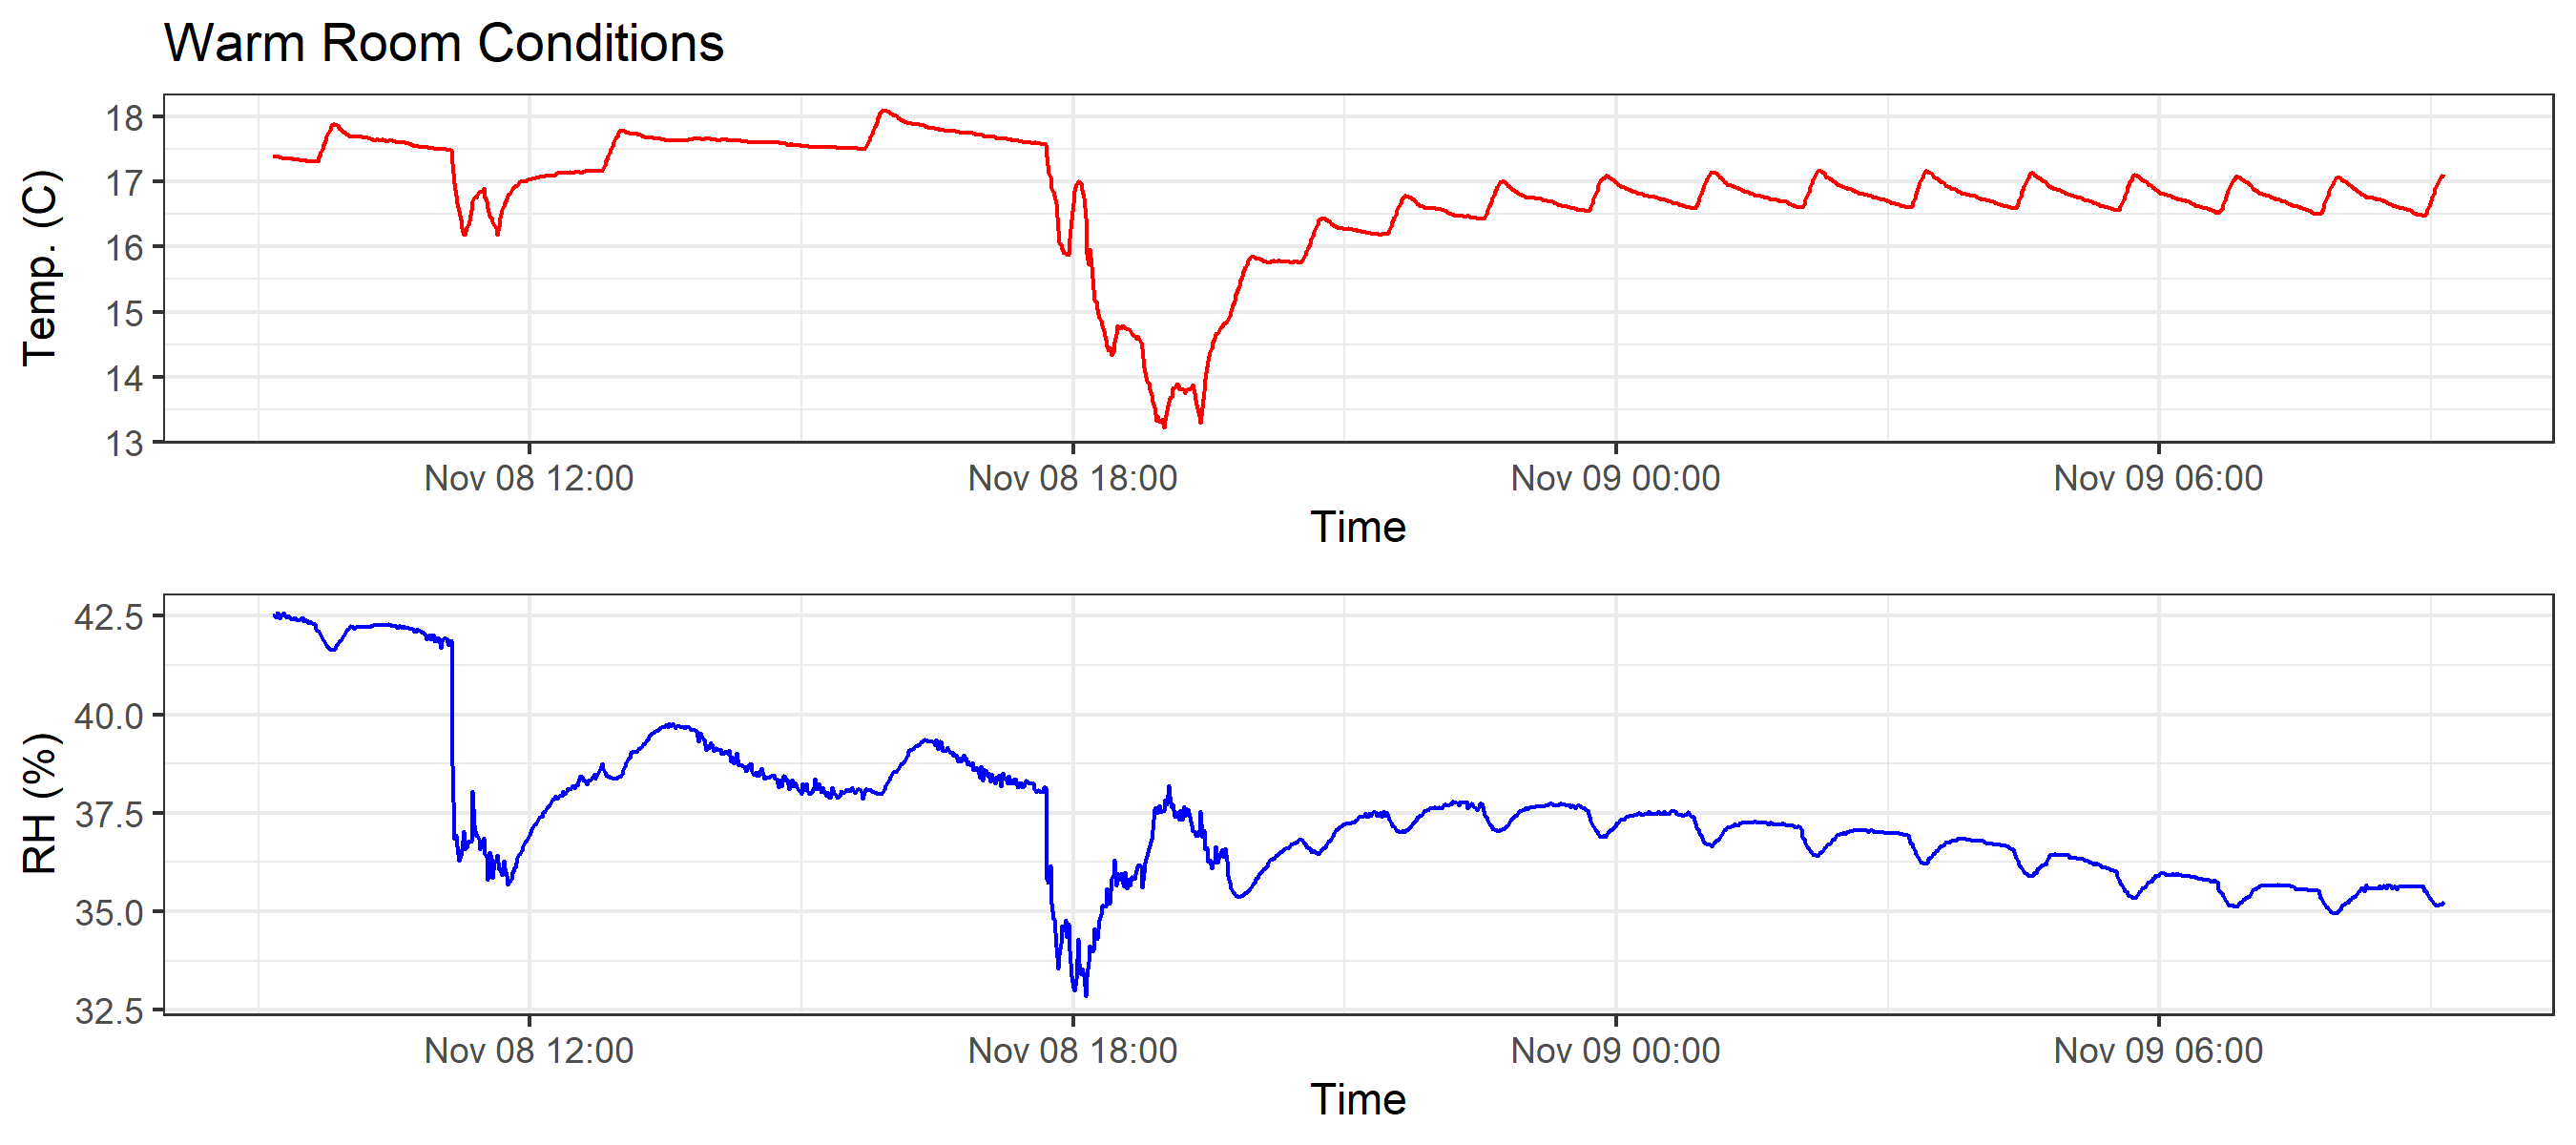 Warm Room Conditions
18
17
16
15
14
13
Temp. (C)
Nov 08 12:00 Nov 08 18:00 Nov 09 00:00 Nov 09 06:00
Time
42.5
40.0
37.5
35.0
32.5
RH (%)
Nov 08 12:00 Nov 08 18:00 Nov 09 00:00 Nov 09 06:00
Time